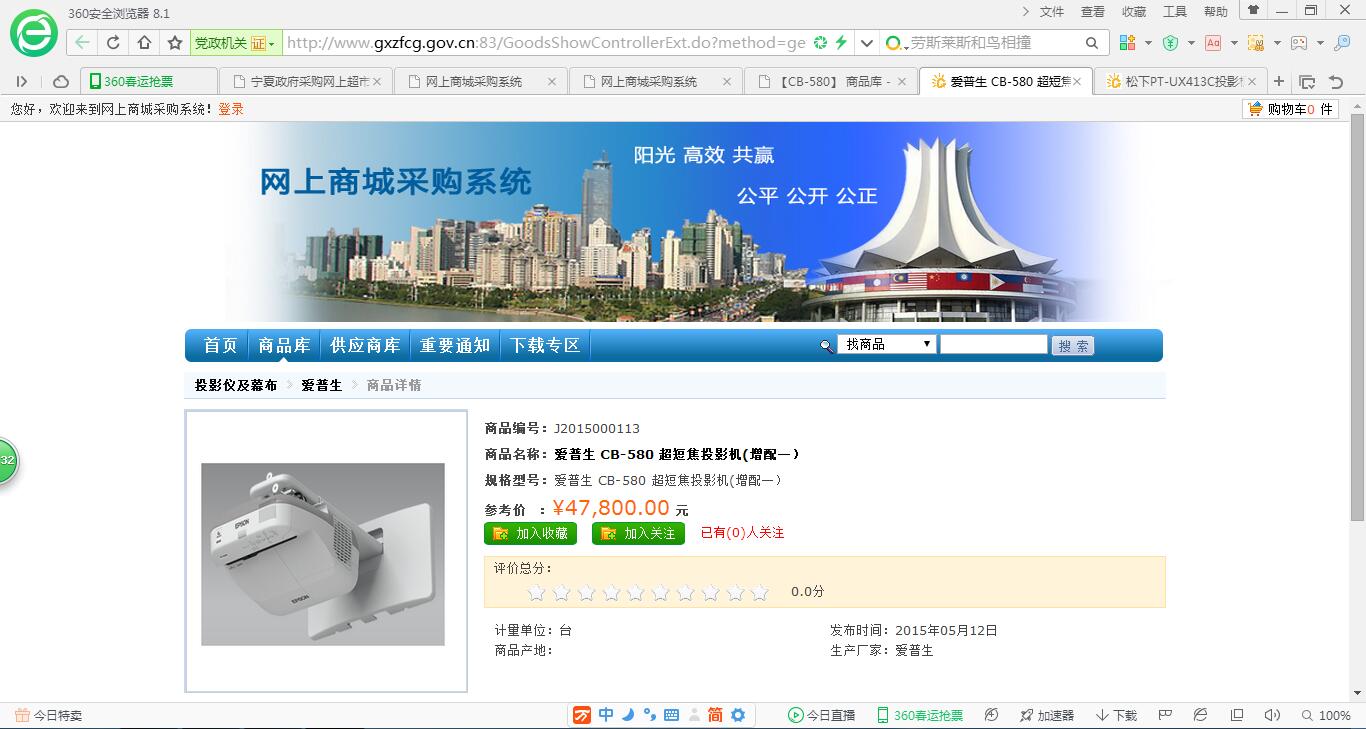 360安全浏览器 8.1
文件 查看 收藏 工具 帮助
党政机关 证 http://www.gxzfcg.gov.cn:83/GoodsShowControllerExt.do?method=ge 劳斯莱斯和鸟相撞
360春运抢票 宁夏政府采购网上超市 网上商城采购系统 网上商城采购系统 【CB-580】 商品库 - 爱普生 CB-580 超短焦 松下PT-UX413C投影
您好，欢迎来到网上商城采购系统！登录 购物车0 件
阳光 高效 共赢
网上商城采购系统
公平 公开 公正
首页 商品库 供应商库 重要通知 下载专区 找商品 搜 索
投影仪及幕布 爱普生 商品详情
商品编号：J2015000113
商品名称：爱普生 CB-580 超短焦投影机(增配一）
规格型号：爱普生 CB-580 超短焦投影机(增配一）
参考价 ：¥47,800.00 元
加入收藏 加入关注 已有(0)人关注
评价总分：
0.0分
计量单位：台 发布时间：2015年05月12日
商品产地： 生产厂家：爱普生
EPSON
EPSON
32
今日特卖 中 简 今日直播 360春运抢票 加速器 下载 100%